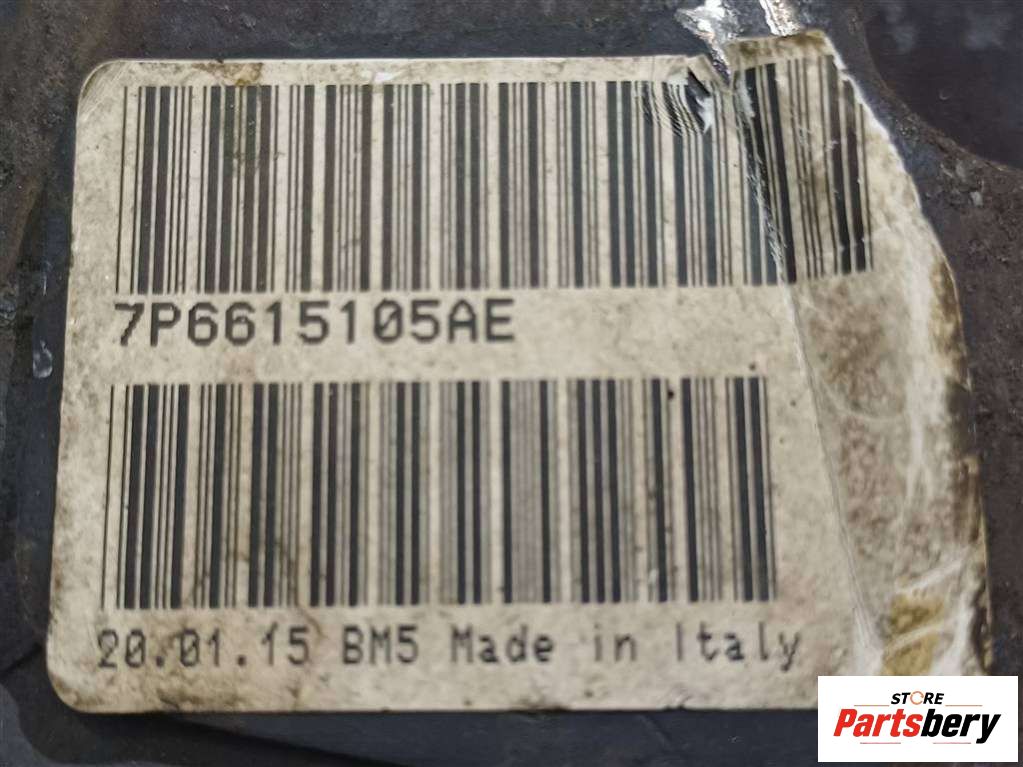 7P6615105AE
20.01.15 BM5 Made in Italy
STORE
Partsbery